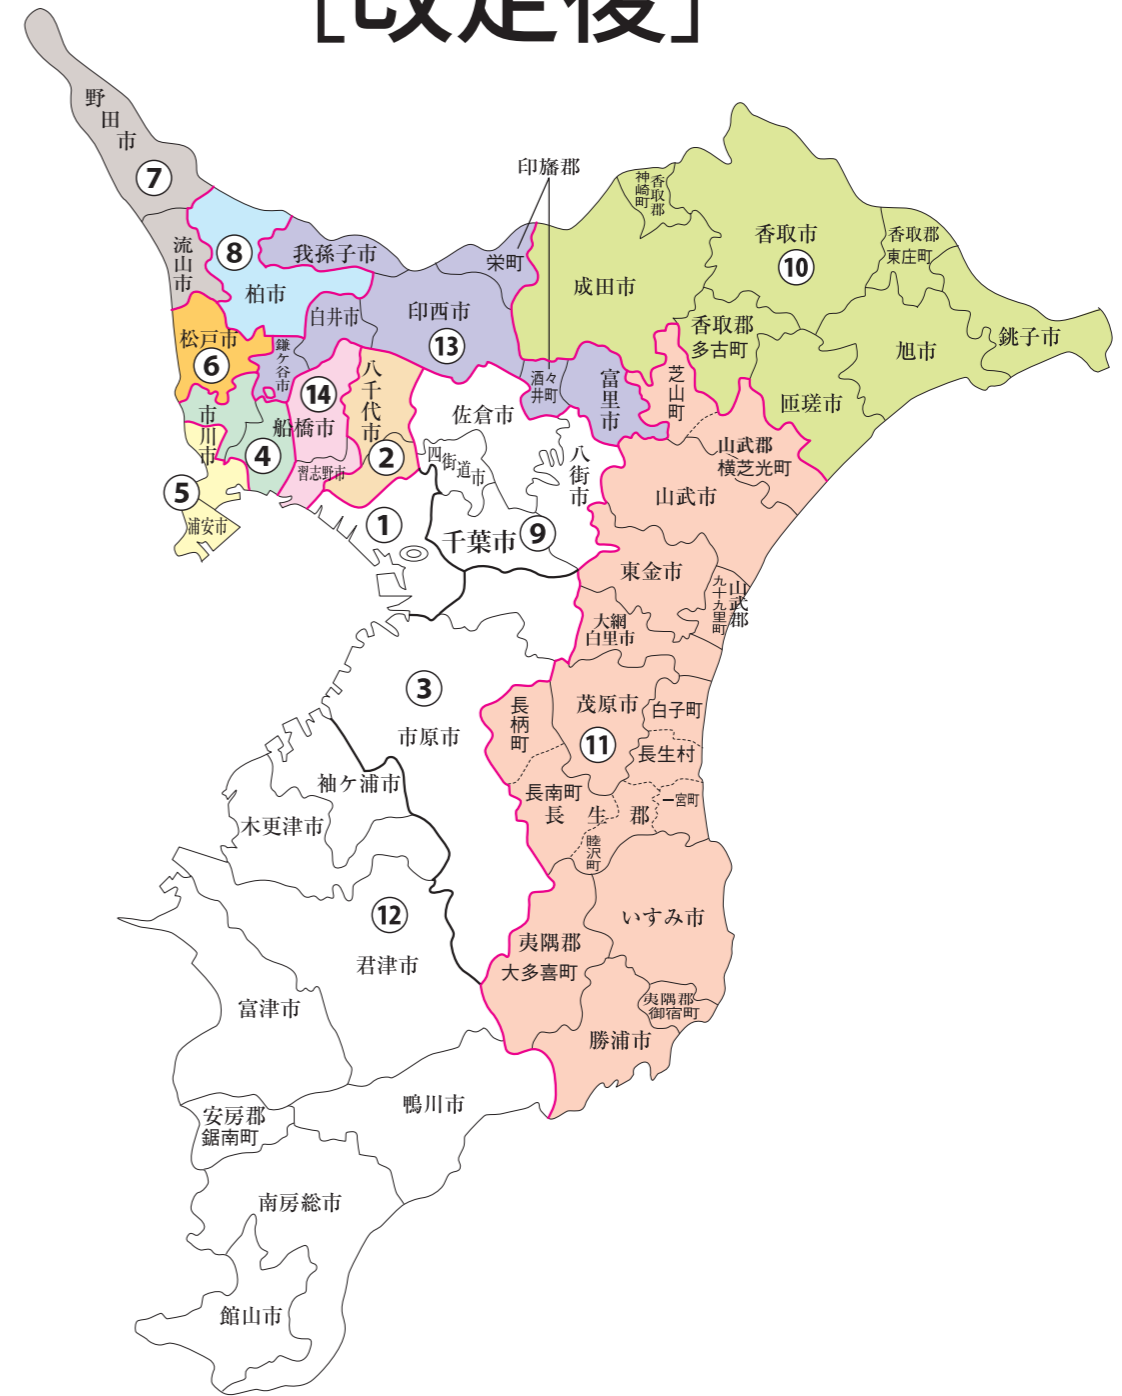 ［改定後］
野田市
⑦
流山市
⑧
柏市
我孫子市
印旛郡
栄町
白井市
印西市
⑬
松戸市
⑥
鎌ケ谷市
⑭
八千代市
市川市
船橋市
④
習志野市
②
⑤
浦安市
①
佐倉市
四街道市
八街市
千葉市
⑨
酒々井町
富里市
成田市
香取郡
神崎町
香取市
⑩
香取郡
東庄町
香取郡
多古町
旭市
銚子市
匝瑳市
芝山町
山武郡
横芝光町
山武市
東金市
山武郡
九十九里町
大網
白里市
③
市原市
長柄町
茂原市
⑪
白子町
長生村
長南町
長生郡
一宮町
睦沢町
袖ケ浦市
木更津市
⑫
君津市
富津市
いすみ市
夷隅郡
大多喜町
夷隅郡
御宿町
勝浦市
鴨川市
安房郡
鋸南町
南房総市
館山市